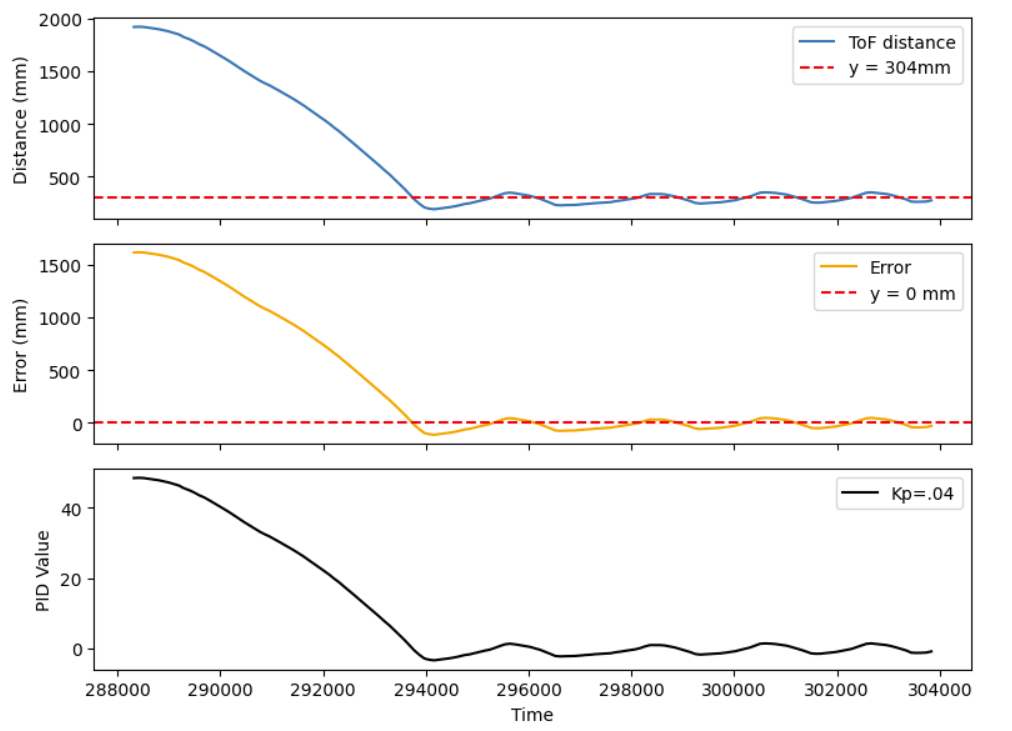 2000
1500
1000
500
Distance (mm)
ToF distance
y = 304mm
1500
1000
500
0
Error (mm)
Error
y = 0 mm
40
20
0
PID Value
Kp=.04
288000 290000 292000 294000 296000 298000 300000 302000 304000
Time